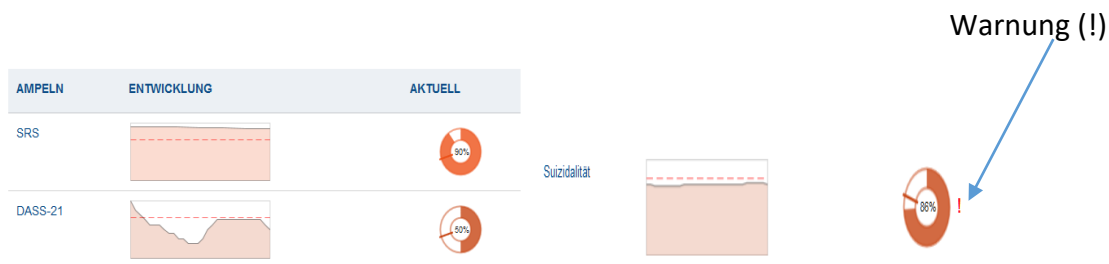 Warnung (!)
AMPELN ENTWICKLUNG AKTUELL
SRS 90%
DASS-21 50%
Suizidalität 86% !